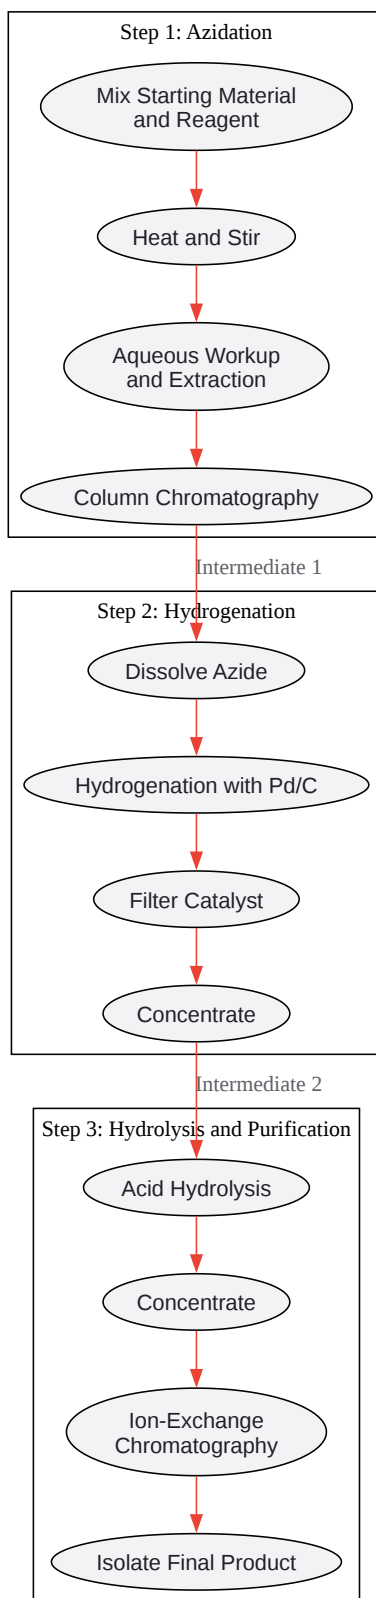 Step 1: Azidation
Mix Starting Material
and Reagent
Heat and Stir
Aqueous Workup
and Extraction
Column Chromatography
Intermediate 1
Step 2: Hydrogenation
Dissolve Azide
Hydrogenation with Pd/C
Filter Catalyst
Concentrate
Intermediate 2
Step 3: Hydrolysis and Purification
Acid Hydrolysis
Concentrate
Ion-Exchange
Chromatography
Isolate Final Product